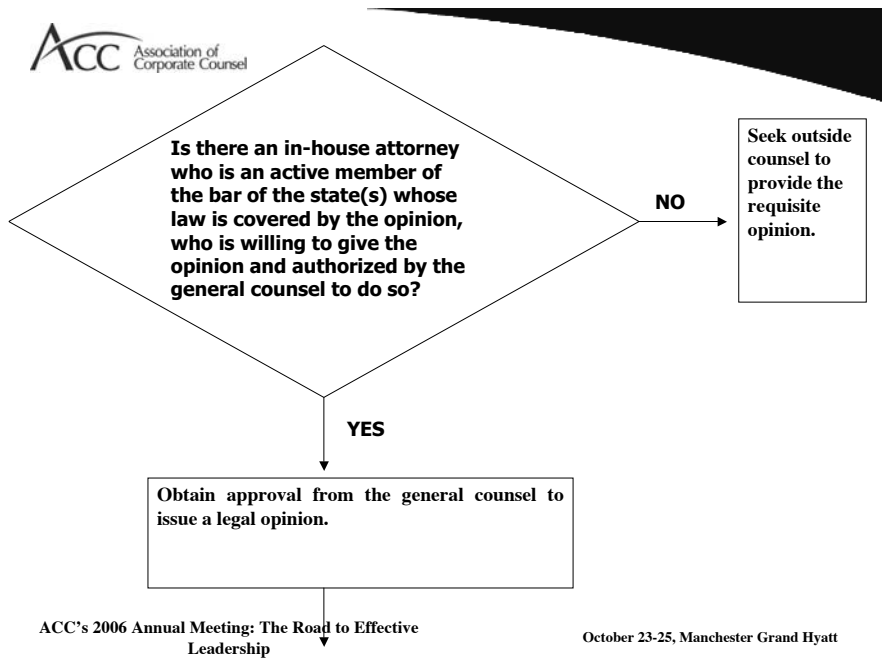 ACC Association of
Corporate Counsel
Is there an in-house attorney
who is an active member of
the bar of the state(s) whose
law is covered by the opinion,
who is willing to give the
opinion and authorized by the
general counsel to do so?
NO
Seek outside
counsel to
provide the
requisite
opinion.
YES
Obtain approval from the general counsel to
issue a legal opinion.
ACC's 2006 Annual Meeting: The Road to Effective
Leadership
October 23-25, Manchester Grand Hyatt